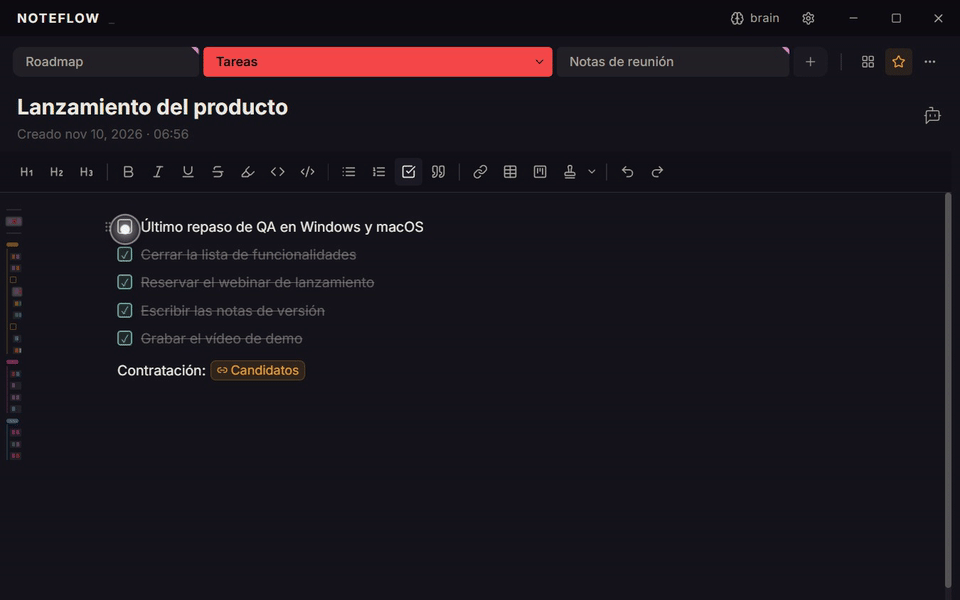 NOTEFLOW _
brain
Roadmap
Tareas
Notas de reunión
Lanzamiento del producto
Creado nov 10, 2026 · 06:56
H1 H2 H3 B I U S
Último repaso de QA en Windows y macOS
Cerrar la lista de funcionalidades
Reservar el webinar de lanzamiento
Escribir las notas de versión
Grabar el vídeo de demo
Contratación: Candidatos